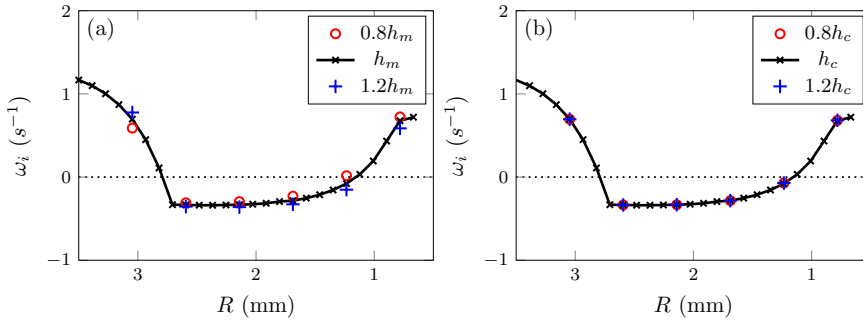 (a)
0.8h_m
h_m
1.2h_m
2
1
0
−1
ω_i (s^{−1})
3
2
1
R (mm)
(b)
0.8h_c
h_c
1.2h_c
2
1
0
−1
ω_i (s^{−1})
3
2
1
R (mm)